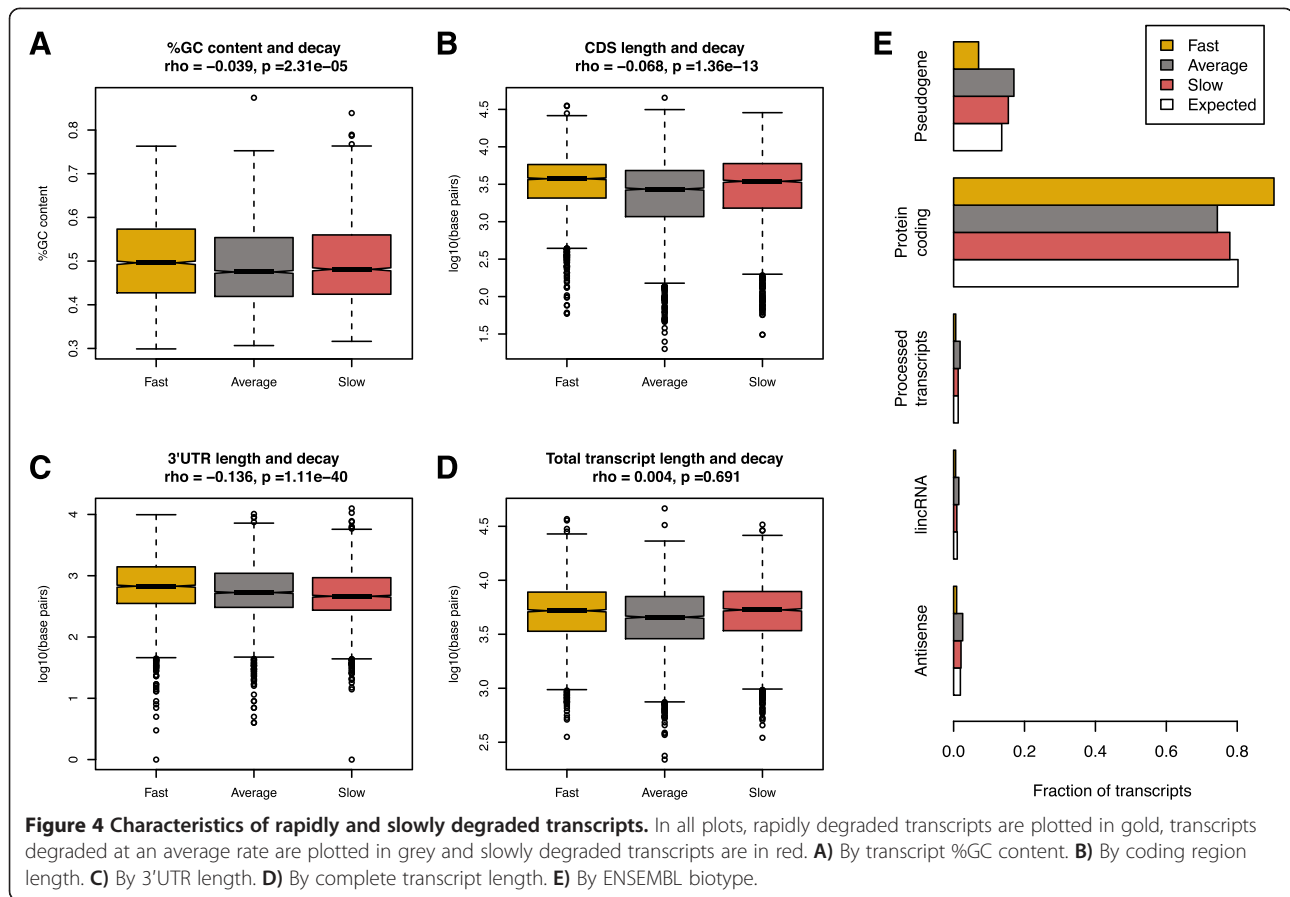 A
%GC content and decay
rho = −0.039, p =2.31e−05
%GC content
0.8
0.7
0.6
0.5
0.4
0.3
Fast
Average
Slow
B
CDS length and decay
rho = −0.068, p =1.36e−13
log10(base pairs)
4.5
4.0
3.5
3.0
2.5
2.0
1.5
Fast
Average
Slow
C
3'UTR length and decay
rho = −0.136, p =1.11e−40
log10(base pairs)
4
3
2
1
0
Fast
Average
Slow
D
Total transcript length and decay
rho = 0.004, p =0.691
log10(base pairs)
4.5
4.0
3.5
3.0
2.5
Fast
Average
Slow
E
Fast
Average
Slow
Expected
Pseudogene
Protein
coding
Processed
transcripts
lincRNA
Antisense
0.0
0.2
0.4
0.6
0.8
Fraction of transcripts
Figure 4 Characteristics of rapidly and slowly degraded transcripts. In all plots, rapidly degraded transcripts are plotted in gold, transcripts
degraded at an average rate are plotted in grey and slowly degraded transcripts are in red. A) By transcript %GC content. B) By coding region
length. C) By 3′UTR length. D) By complete transcript length. E) By ENSEMBL biotype.